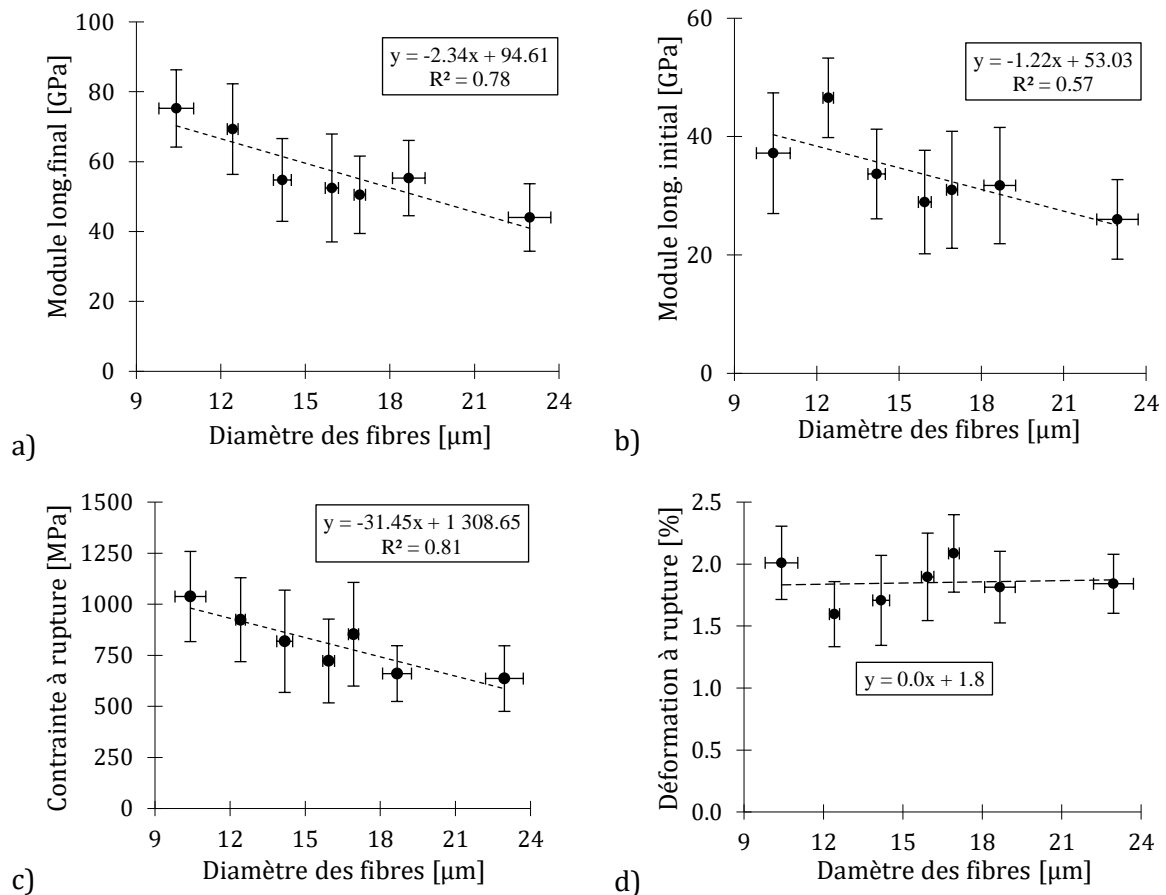 100
80
60
40
20
0
Module long.final [GPa]
y = -2.34x + 94.61
R² = 0.78
9 12 15 18 21 24
Diamètre des fibres [µm]
a)
60
40
20
0
Module long. initial [GPa]
y = -1.22x + 53.03
R² = 0.57
9 12 15 18 21 24
Diamètre des fibres [µm]
b)
1500
1250
1000
750
500
250
0
Contrainte à rupture [MPa]
y = -31.45x + 1 308.65
R² = 0.81
9 12 15 18 21 24
Diamètre des fibres [µm]
c)
2.5
2.0
1.5
1.0
0.5
0.0
Déformation à rupture [%]
y = 0.0x + 1.8
9 12 15 18 21 24
Damètre des fibres [µm]
d)